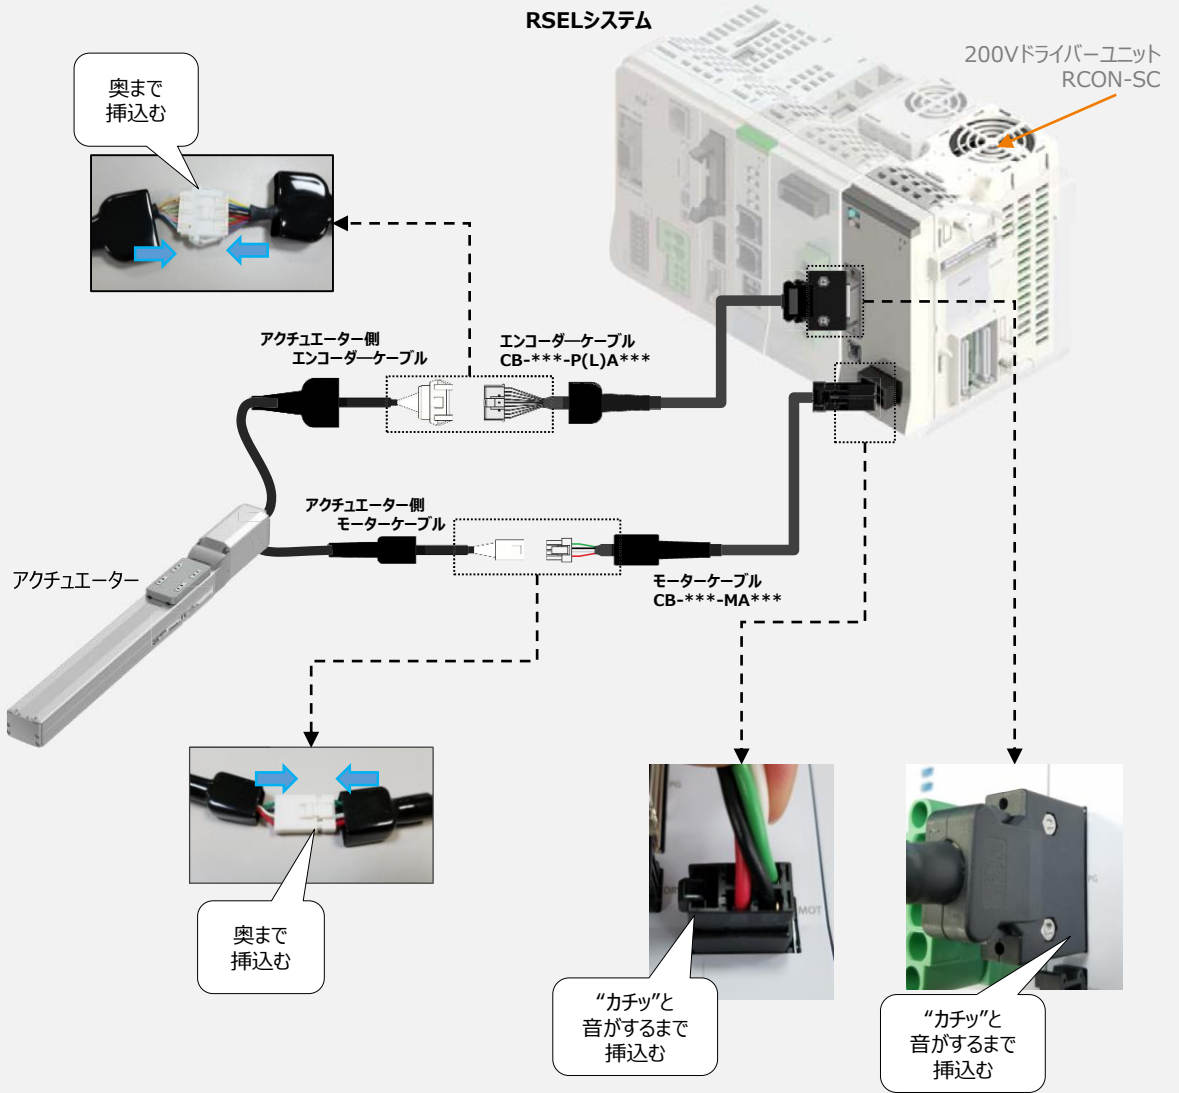 RSELシステム
200Vドライバーユニット
RCON-SC
奥まで
挿込む
アクチュエーター側
エンコーダーケーブル
エンコーダーケーブル
CB-***-P(L)A***
アクチュエーター側
モーターケーブル
アクチュエーター
モーターケーブル
CB-***-MA***
奥まで
挿込む
MOT
PG
“カチッ”と
音がするまで
挿込む
“カチッ”と
音がするまで
挿込む